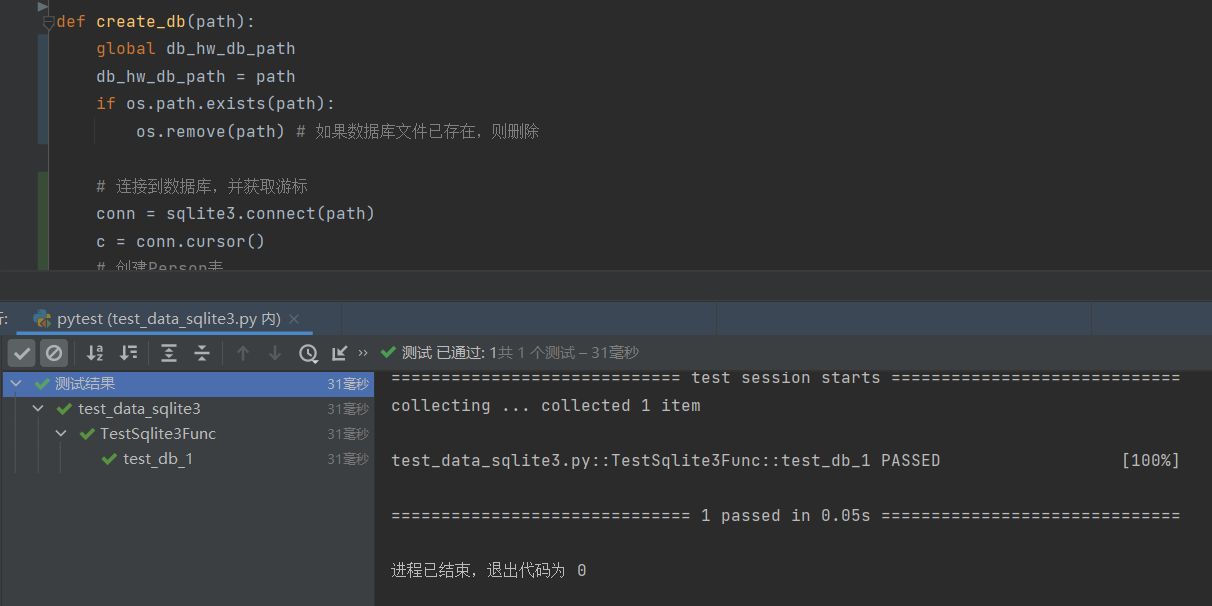 def create_db(path):
global db_hw_db_path
db_hw_db_path = path
if os.path.exists(path):
os.remove(path) # 如果数据库文件已存在，则删除
# 连接到数据库，并获取游标
conn = sqlite3.connect(path)
c = conn.cursor()
# 创建Person表
pytest (test_data_sqlite3.py 内) ×
测试 已通过: 1共 1 个测试 – 31毫秒
测试结果 31毫秒
test_data_sqlite3 31毫秒
TestSqlite3Func 31毫秒
test_db_1 31毫秒
============================= test session starts =============================
collecting ... collected 1 item
test_data_sqlite3.py::TestSqlite3Func::test_db_1 PASSED [100%]
============================== 1 passed in 0.05s ==============================
进程已结束，退出代码为 0